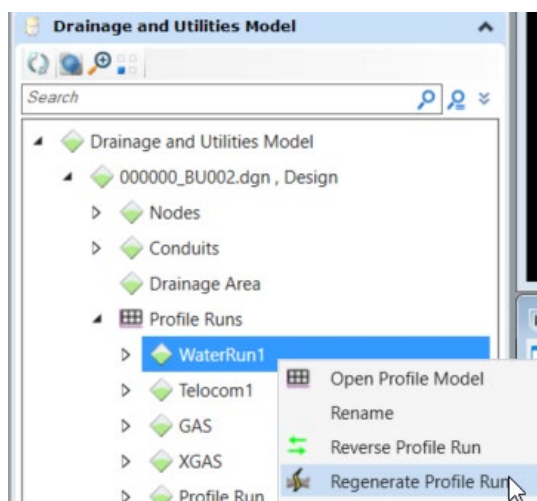 Drainage and Utilities Model
Search
Drainage and Utilities Model
000000_BU002.dgn , Design
Nodes
Conduits
Drainage Area
Profile Runs
WaterRun1
Open Profile Model
Telocom1
Rename
GAS
Reverse Profile Run
XGAS
Regenerate Profile Run
Profile Run